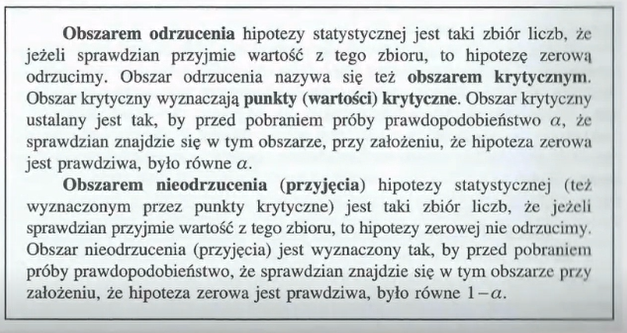 Obszarem odrzucenia hipotezy statystycznej jest taki zbiór liczb, że
jeżeli sprawdzian przyjmie wartość z tego zbioru, to hipotezę zerową
odrzucimy. Obszar odrzucenia nazywa się też obszarem krytycznym.
Obszar krytyczny wyznaczają punkty (wartości) krytyczne. Obszar krytyczny
ustalany jest tak, by przed pobraniem próby prawdopodobieństwo α, że
sprawdzian znajdzie się w tym obszarze, przy założeniu, że hipoteza zerowa
jest prawdziwa, było równe α.
Obszarem nieodrzucenia (przyjęcia) hipotezy statystycznej (też
wyznaczonym przez punkty krytyczne) jest taki zbiór liczb, że jeżeli
sprawdzian przyjmie wartość z tego zbioru, to hipotezy zerowej nie odrzucimy.
Obszar nieodrzucenia (przyjęcia) jest wyznaczony tak, by przed pobraniem
próby prawdopodobieństwo, że sprawdzian znajdzie się w tym obszarze przy
założeniu, że hipoteza zerowa jest prawdziwa, było równe 1−α.